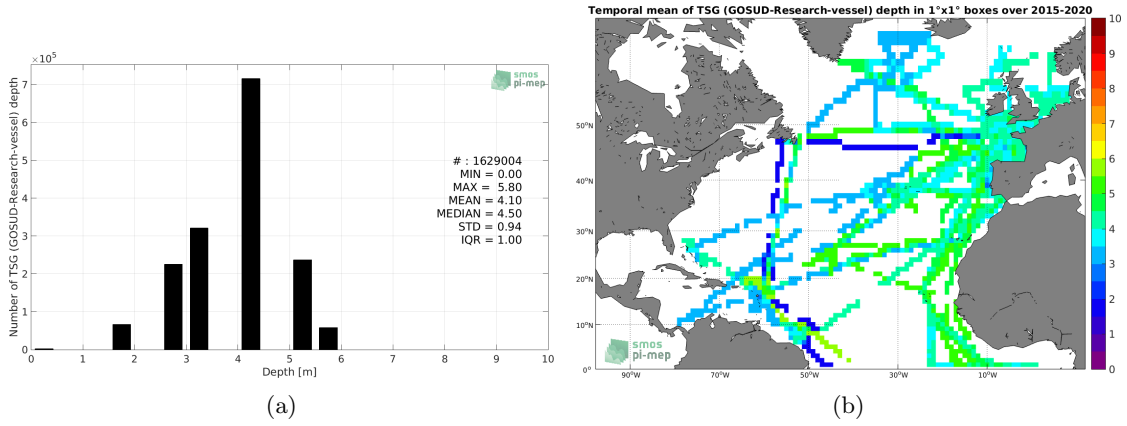 ×10^5
7
6
5
4
3
2
1
0
Number of TSG (GOSUD-Research-vessel) depth
smos
pi-mep
# : 1629004
MIN = 0.00
MAX = 5.80
MEAN = 4.10
MEDIAN = 4.50
STD = 0.94
IQR = 1.00
0 1 2 3 4 5 6 7 8 9 10
Depth [m]
(a)
Temporal mean of TSG (GOSUD-Research-vessel) depth in 1°x1° boxes over 2015-2020
50°N
40°N
30°N
20°N
10°N
0°
90°W 70°W 50°W 30°W 10°W
smos
pi-mep
10
9
8
7
6
5
4
3
2
1
0
(b)